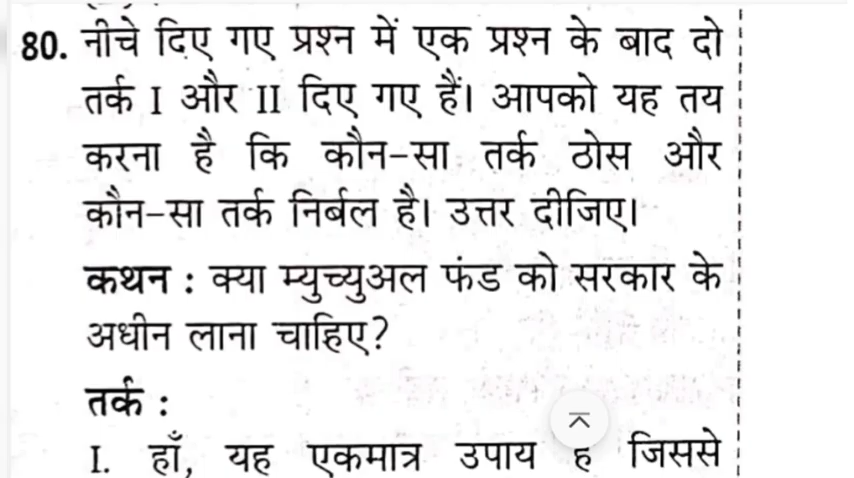 80. नीचे दिए गए प्रश्न में एक प्रश्न के बाद दो
तर्क I और II दिए गए हैं। आपको यह तय
करना है कि कौन-सा तर्क ठोस और
कौन-सा तर्क निर्बल है। उत्तर दीजिए।
कथन : क्या म्युच्युअल फंड को सरकार के
अधीन लाना चाहिए?
तर्क :
I. हाँ, यह एकमात्र उपाय है जिससे